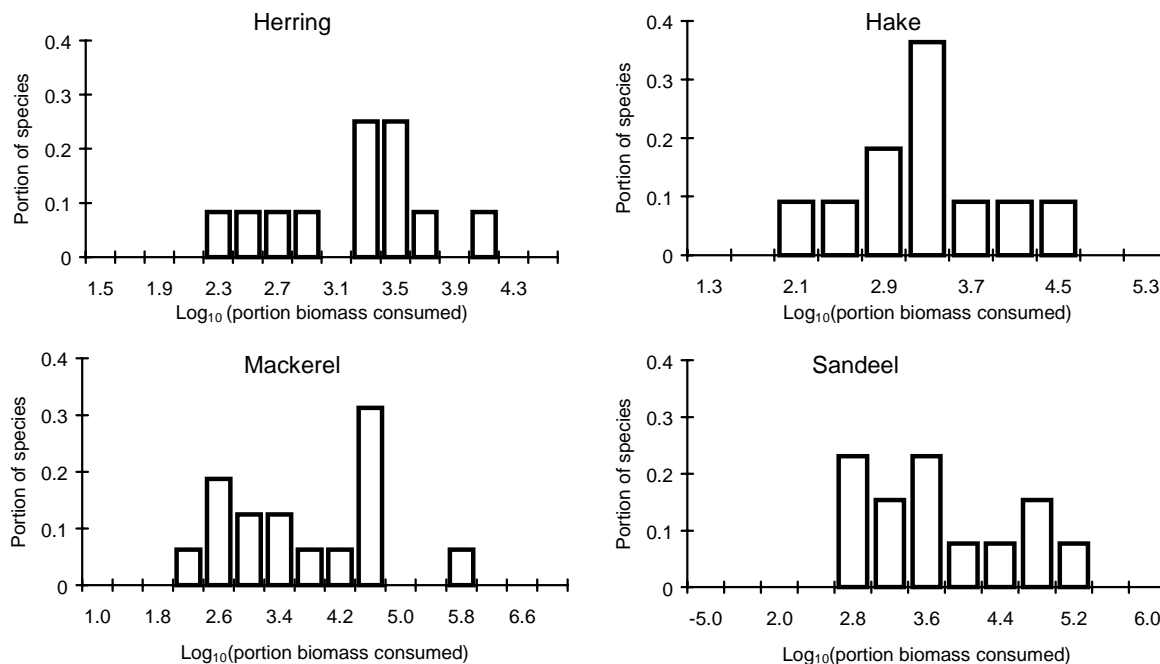 Herring
0.4
0.3
0.2
0.1
0
Portion of species
1.5 1.9 2.3 2.7 3.1 3.5 3.9 4.3
Log₁₀ (portion biomass consumed)
Hake
0.4
0.3
0.2
0.1
0
Portion of species
1.3 2.1 2.9 3.7 4.5 5.3
Log₁₀(portion biomass consumed)
Mackerel
0.4
0.3
0.2
0.1
0
Portion of species
1.0 1.8 2.6 3.4 4.2 5.0 5.8 6.6
Log₁₀(portion biomass consumed)
Sandeel
0.4
0.3
0.2
0.1
0
Portion of species
-5.0 2.0 2.8 3.6 4.4 5.2 6.0
Log₁₀(portion biomass consumed)